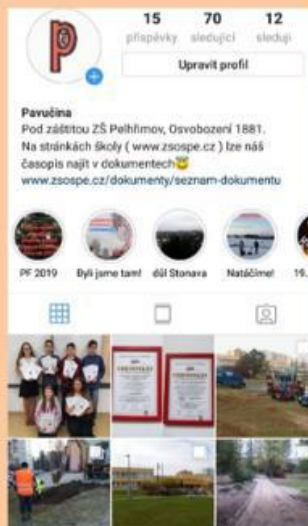 p
15 70 12
příspěvky sledující sleduji
Upravit profil
Pavučina
Pod záštitou ZŠ Pelhřimov, Osvobození 1881.
Na stránkách školy ( www.zsospe.cz ) lze náš
časopis najít v dokumentech
www.zsospe.cz/dokumenty/seznam-dokumentu
PF 2019 Byli jsme tam! důl Stonava Natáčíme! 19.